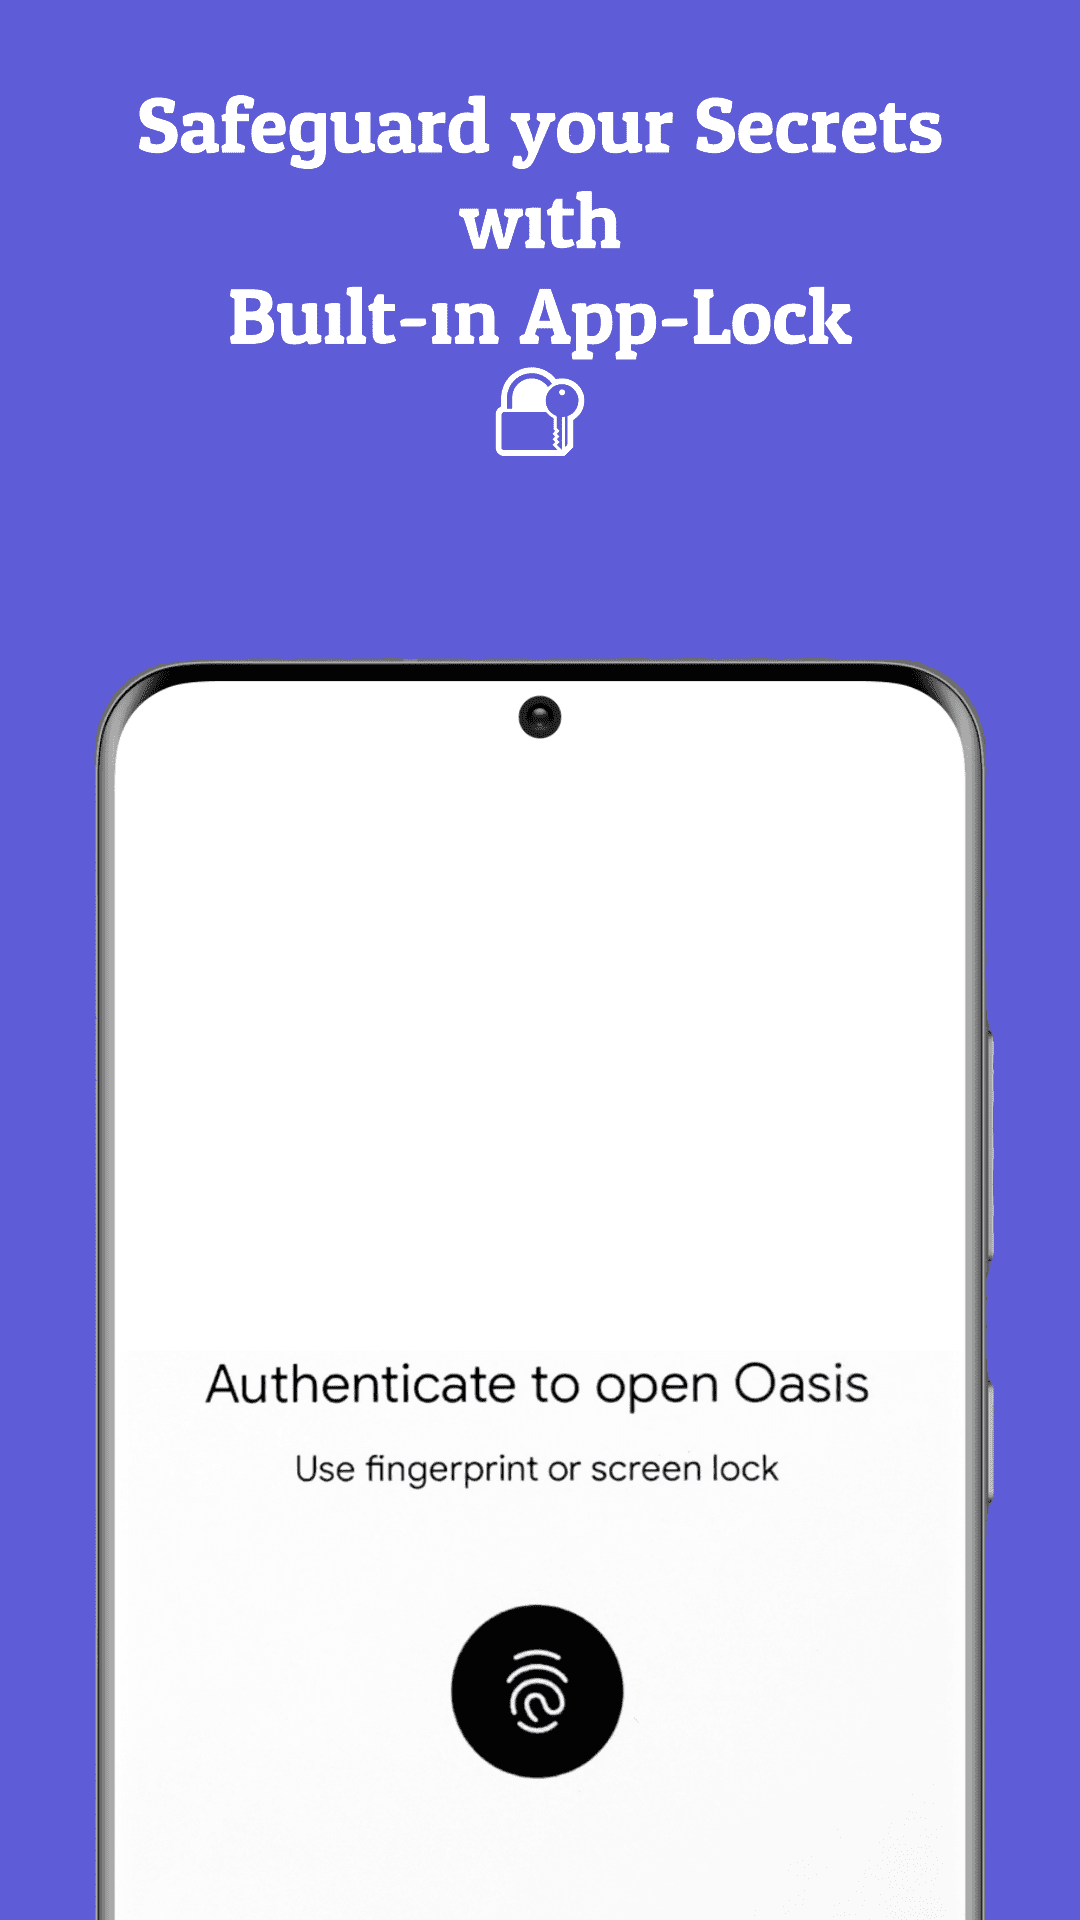 Safeguard your Secrets
with
Built-in App-Lock
Authenticate to open Oasis
Use fingerprint or screen lock